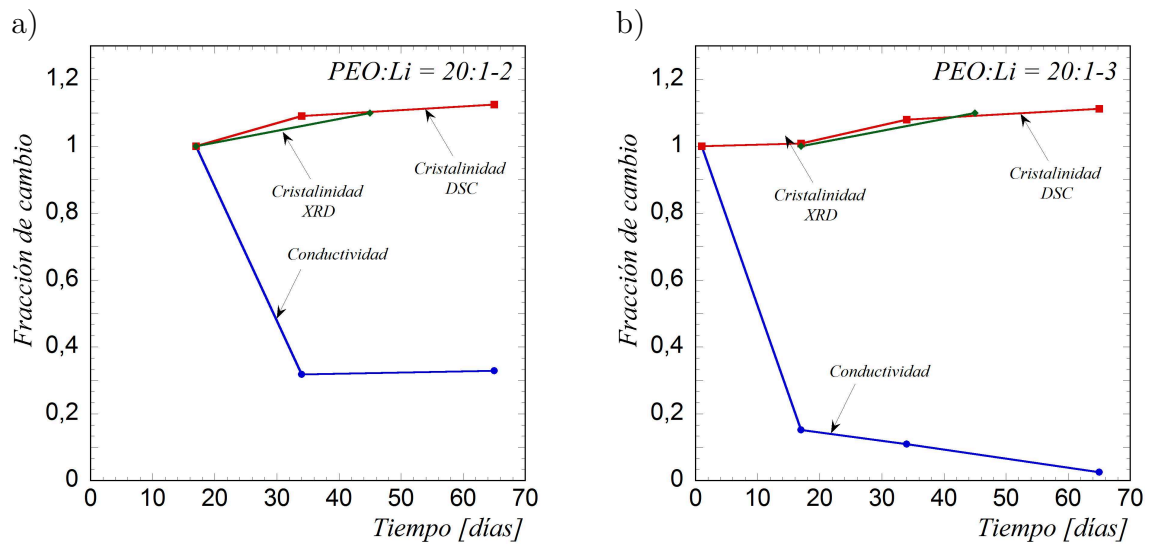 a)
PEO:Li = 20:1-2
1,2
1
0,8
0,6
0,4
0,2
0
Fracción de cambio
Cristalinidad
XRD
Cristalinidad
DSC
Conductividad
0 10 20 30 40 50 60 70
Tiempo [días]
b)
PEO:Li = 20:1-3
1,2
1
0,8
0,6
0,4
0,2
0
Fracción de cambio
Cristalinidad
XRD
Cristalinidad
DSC
Conductividad
0 10 20 30 40 50 60 70
Tiempo [días]